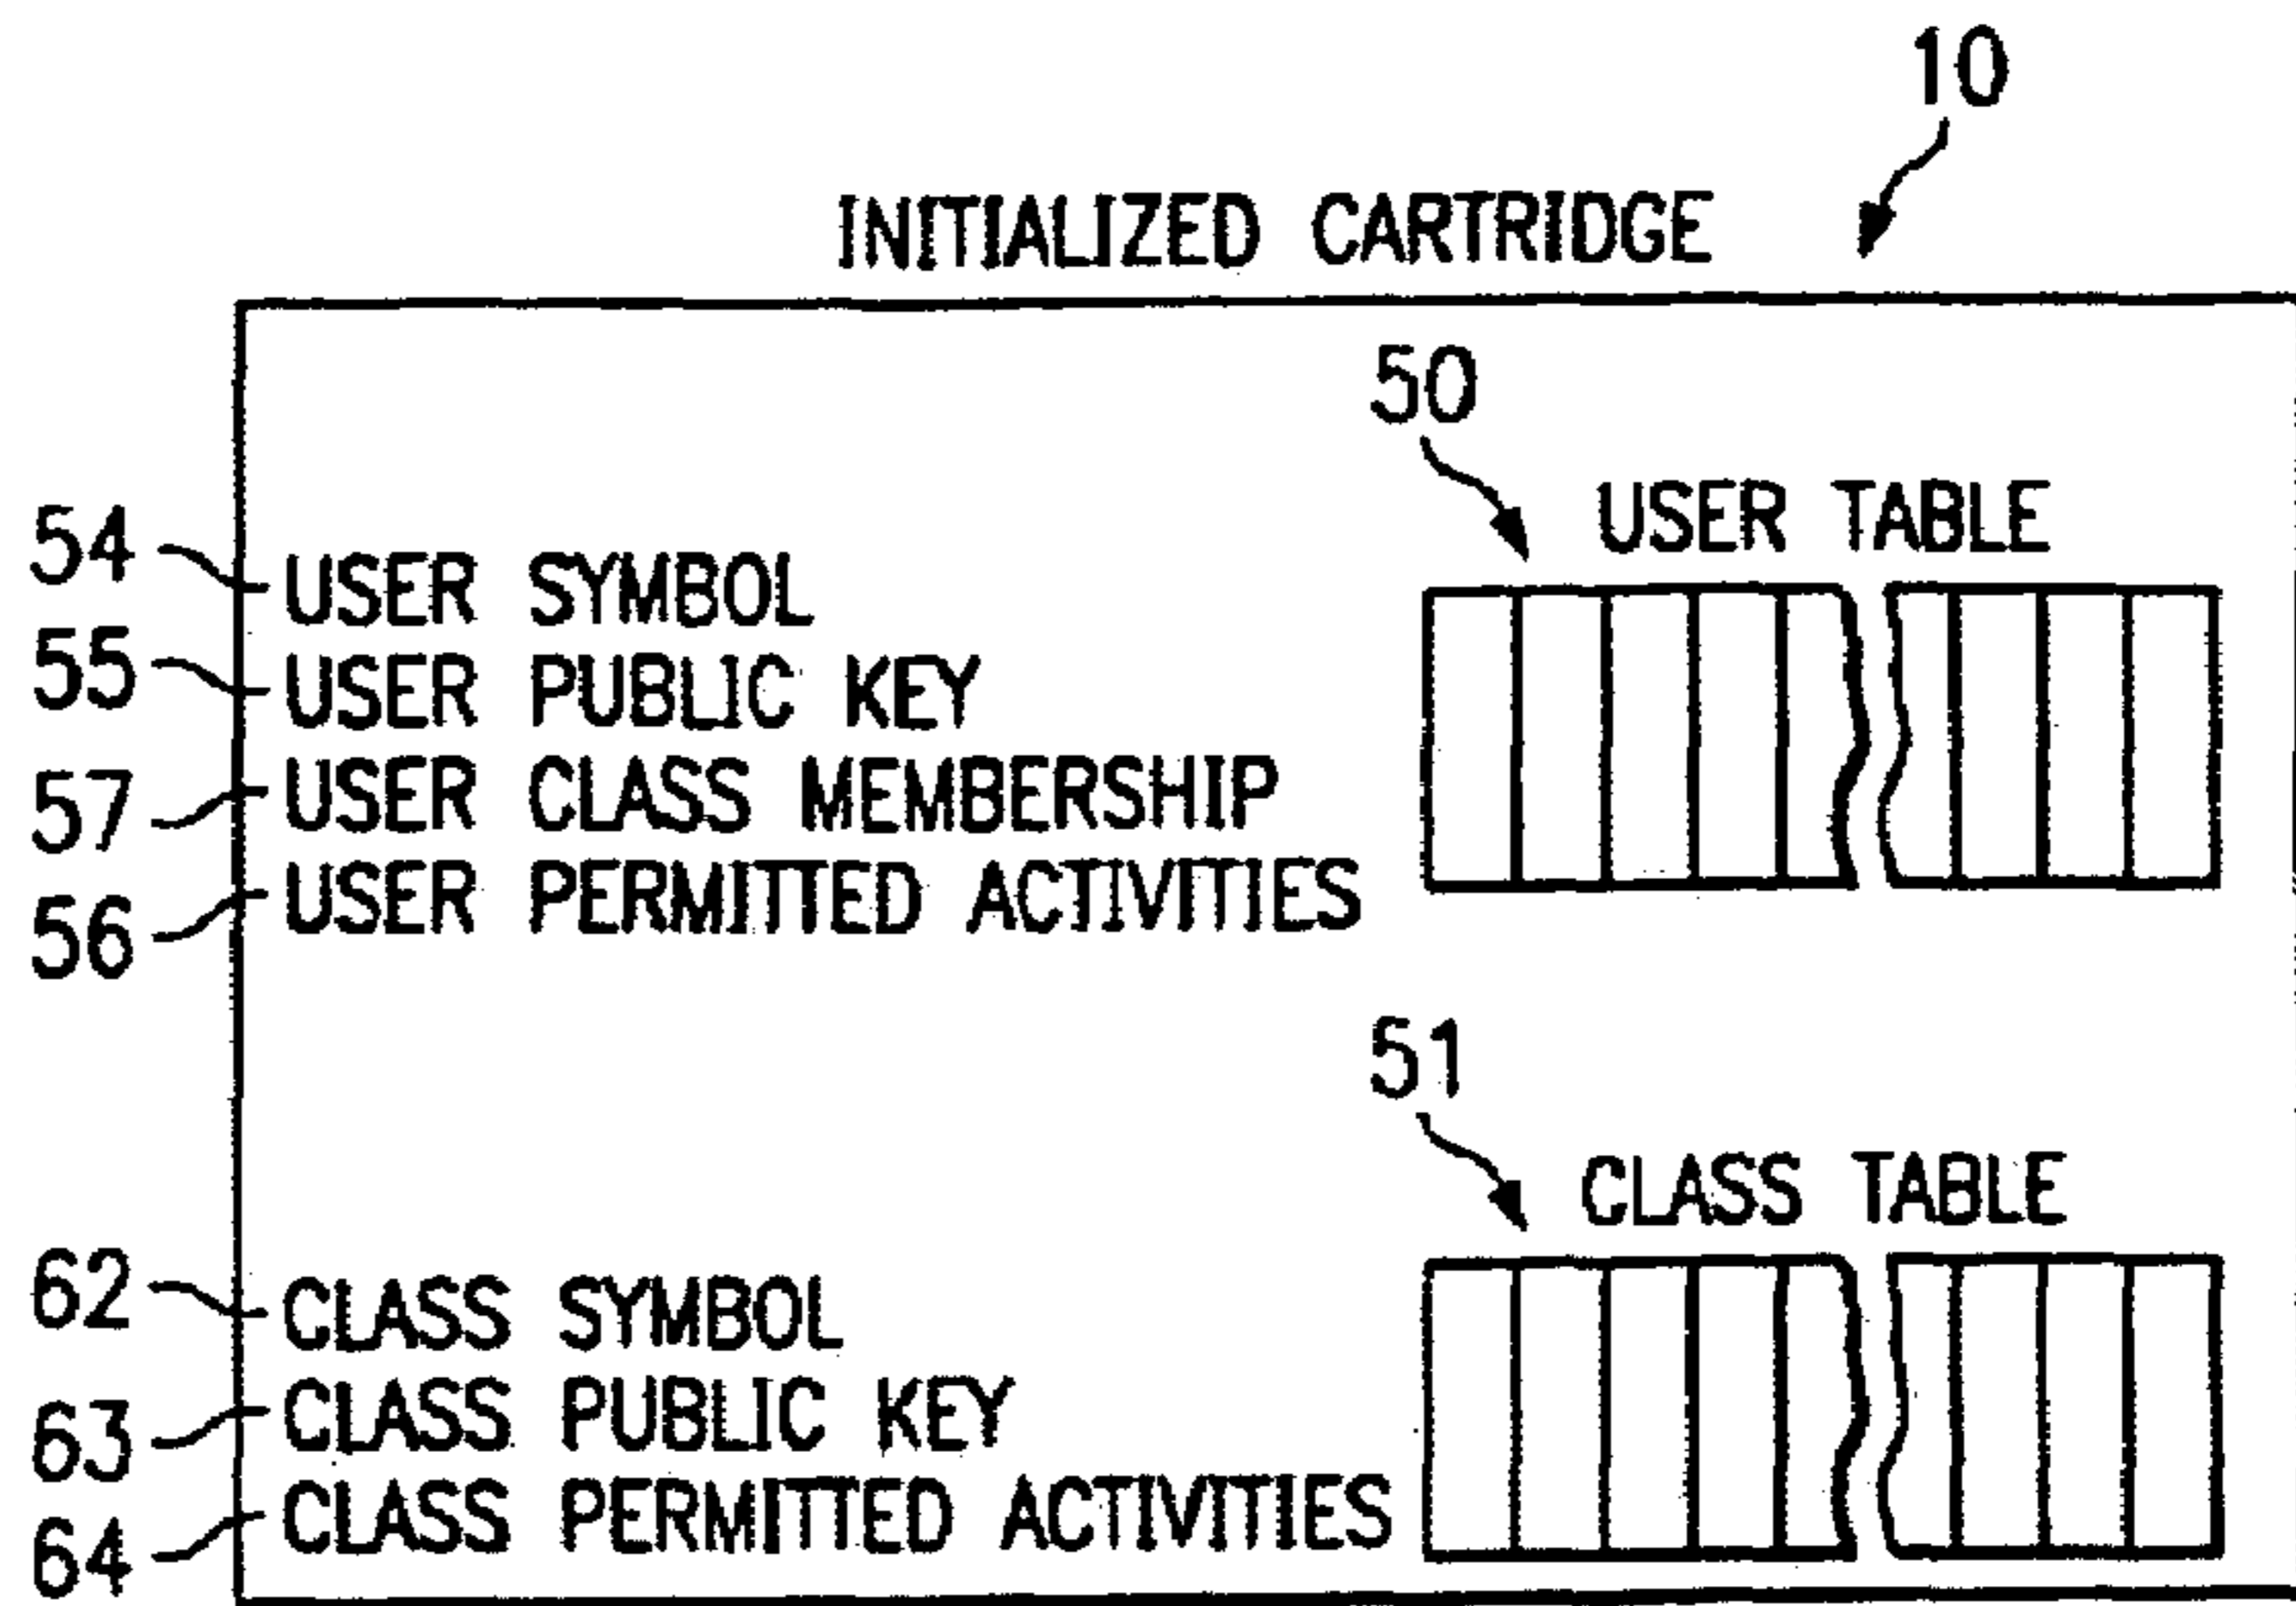 10
INITIALIZED CARTRIDGE
50
USER TABLE
54 USER SYMBOL
55 USER PUBLIC KEY
57 USER CLASS MEMBERSHIP
56 USER PERMITTED ACTIVITIES
51
CLASS TABLE
62 CLASS SYMBOL
63 CLASS PUBLIC KEY
64 CLASS PERMITTED ACTIVITIES